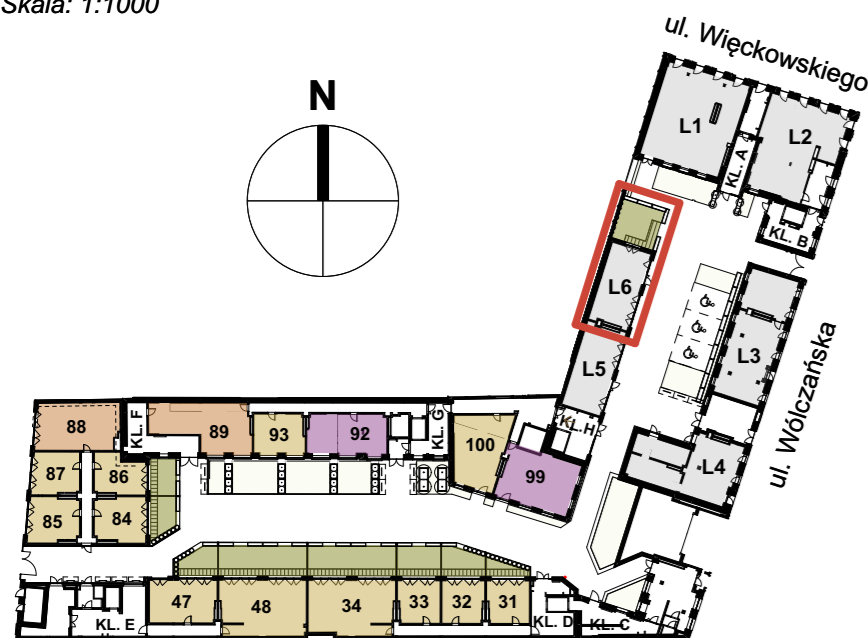 Skala: 1:1000
ul. Więckowskiego
N
L1
L2
KL. A
KL. B
L6
L3
ul. Wólczańska
L5
KL. F
88
89
93
92
KL. G
100
KL. H
99
L4
87
86
85
84
47
48
34
33
32
31
KL. E
KL. D
KL. C